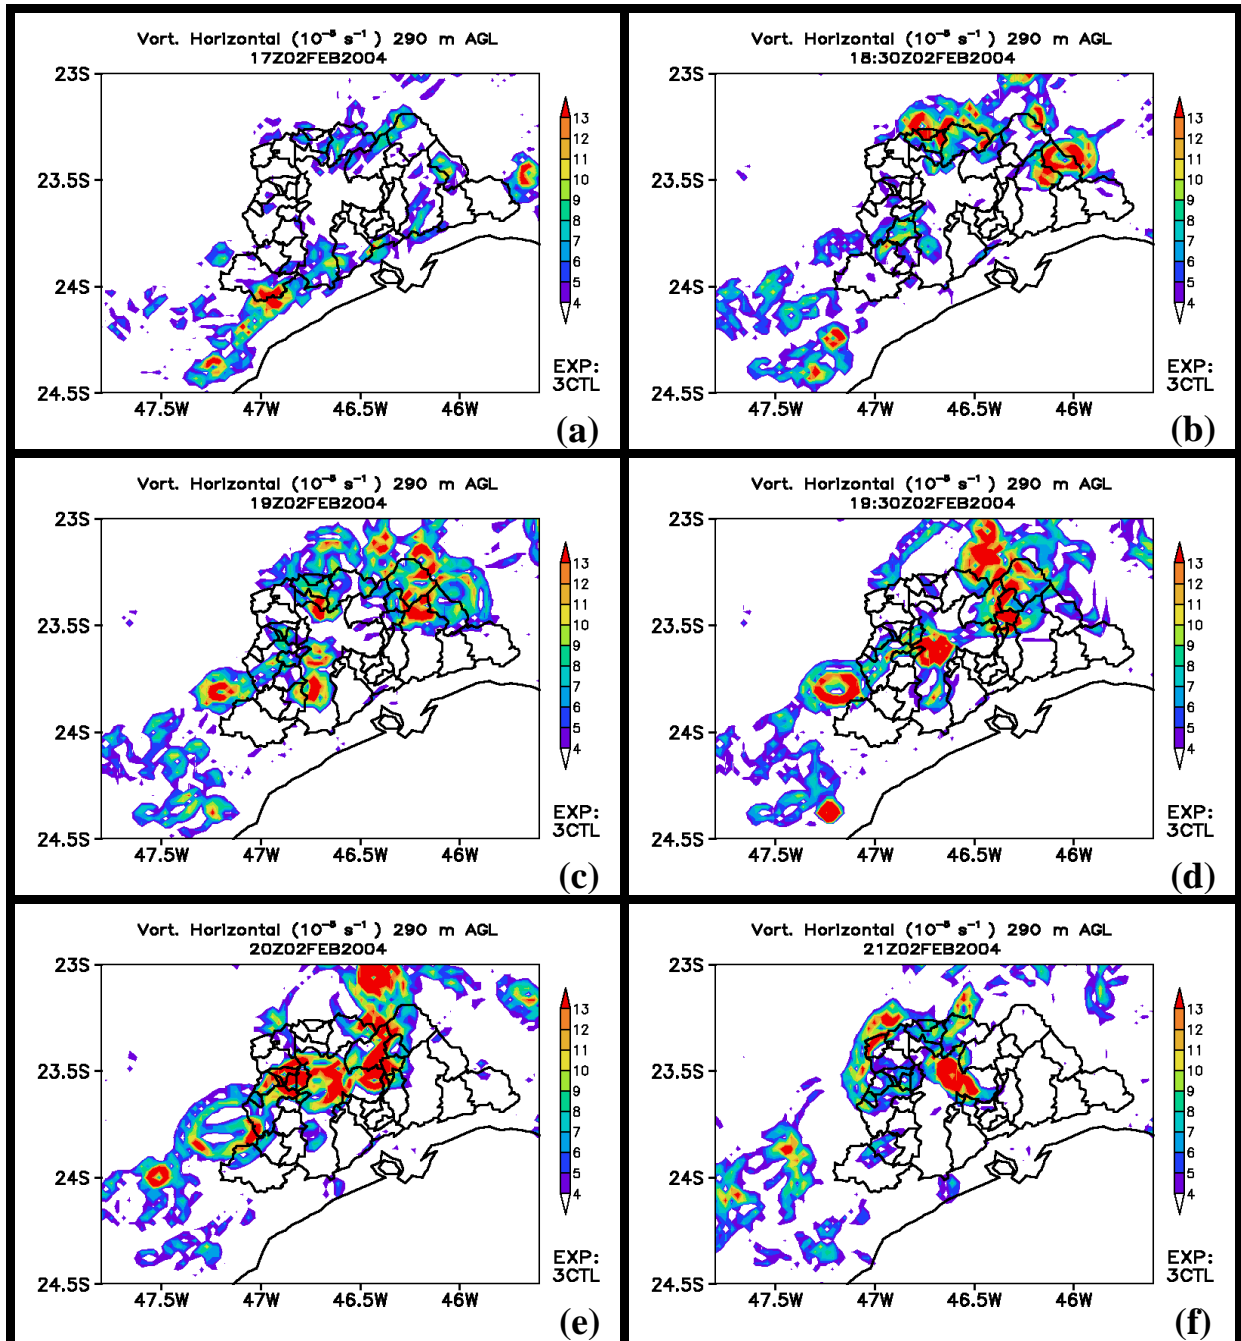 Vort. Horizontal (10⁻⁵ s⁻¹) 290 m AGL
17Z02FEB2004
23S
23.5S
24S
24.5S
47.5W 47W 46.5W 46W
13
12
11
10
9
8
7
6
5
4
EXP:
3CTL
(a)
Vort. Horizontal (10⁻⁵ s⁻¹) 290 m AGL
18:30Z02FEB2004
23S
23.5S
24S
24.5S
47.5W 47W 46.5W 46W
13
12
11
10
9
8
7
6
5
4
EXP:
3CTL
(b)
Vort. Horizontal (10⁻⁵ s⁻¹) 290 m AGL
19Z02FEB2004
23S
23.5S
24S
24.5S
47.5W 47W 46.5W 46W
13
12
11
10
9
8
7
6
5
4
EXP:
3CTL
(c)
Vort. Horizontal (10⁻⁵ s⁻¹) 290 m AGL
19:30Z02FEB2004
23S
23.5S
24S
24.5S
47.5W 47W 46.5W 46W
13
12
11
10
9
8
7
6
5
4
EXP:
3CTL
(d)
Vort. Horizontal (10⁻⁵ s⁻¹) 290 m AGL
20Z02FEB2004
23S
23.5S
24S
24.5S
47.5W 47W 46.5W 46W
13
12
11
10
9
8
7
6
5
4
EXP:
3CTL
(e)
Vort. Horizontal (10⁻⁵ s⁻¹) 290 m AGL
21Z02FEB2004
23S
23.5S
24S
24.5S
47.5W 47W 46.5W 46W
13
12
11
10
9
8
7
6
5
4
EXP:
3CTL
(f)